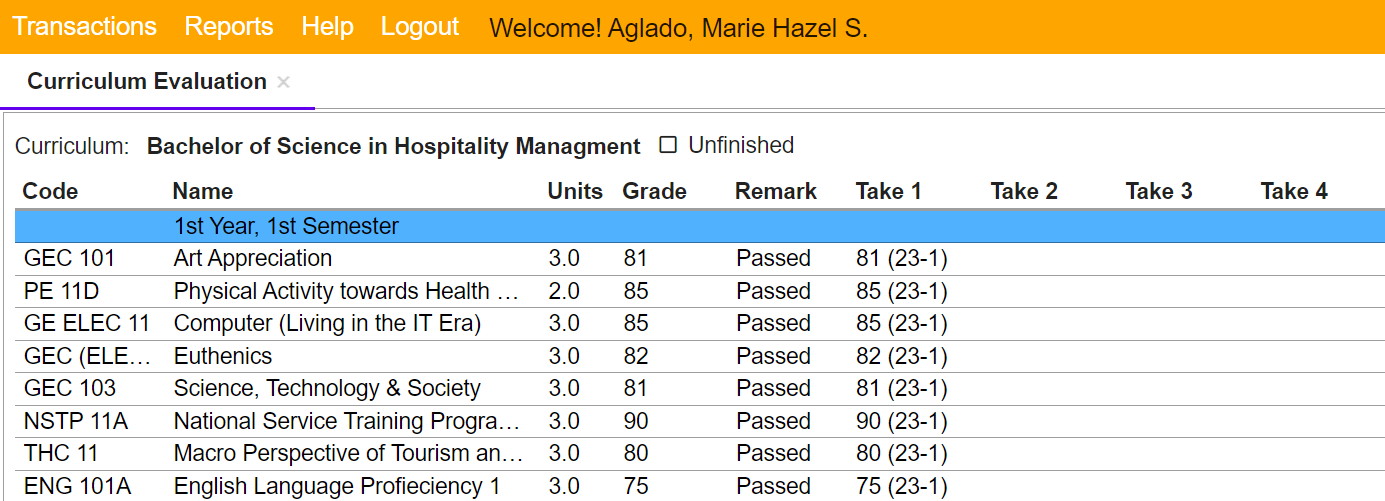 Transactions Reports Help Logout Welcome! Aglado, Marie Hazel S.
Curriculum Evaluation ×
Curriculum: Bachelor of Science in Hospitality Managment Unfinished
Code Name Units Grade Remark Take 1 Take 2 Take 3 Take 4
1st Year, 1st Semester
GEC 101 Art Appreciation 3.0 81 Passed 81 (23-1)
PE 11D Physical Activity towards Health … 2.0 85 Passed 85 (23-1)
GE ELEC 11 Computer (Living in the IT Era) 3.0 85 Passed 85 (23-1)
GEC (ELE… Euthenics 3.0 82 Passed 82 (23-1)
GEC 103 Science, Technology & Society 3.0 81 Passed 81 (23-1)
NSTP 11A National Service Training Progra… 3.0 90 Passed 90 (23-1)
THC 11 Macro Perspective of Tourism an… 3.0 80 Passed 80 (23-1)
ENG 101A English Language Profieciency 1 3.0 75 Passed 75 (23-1)